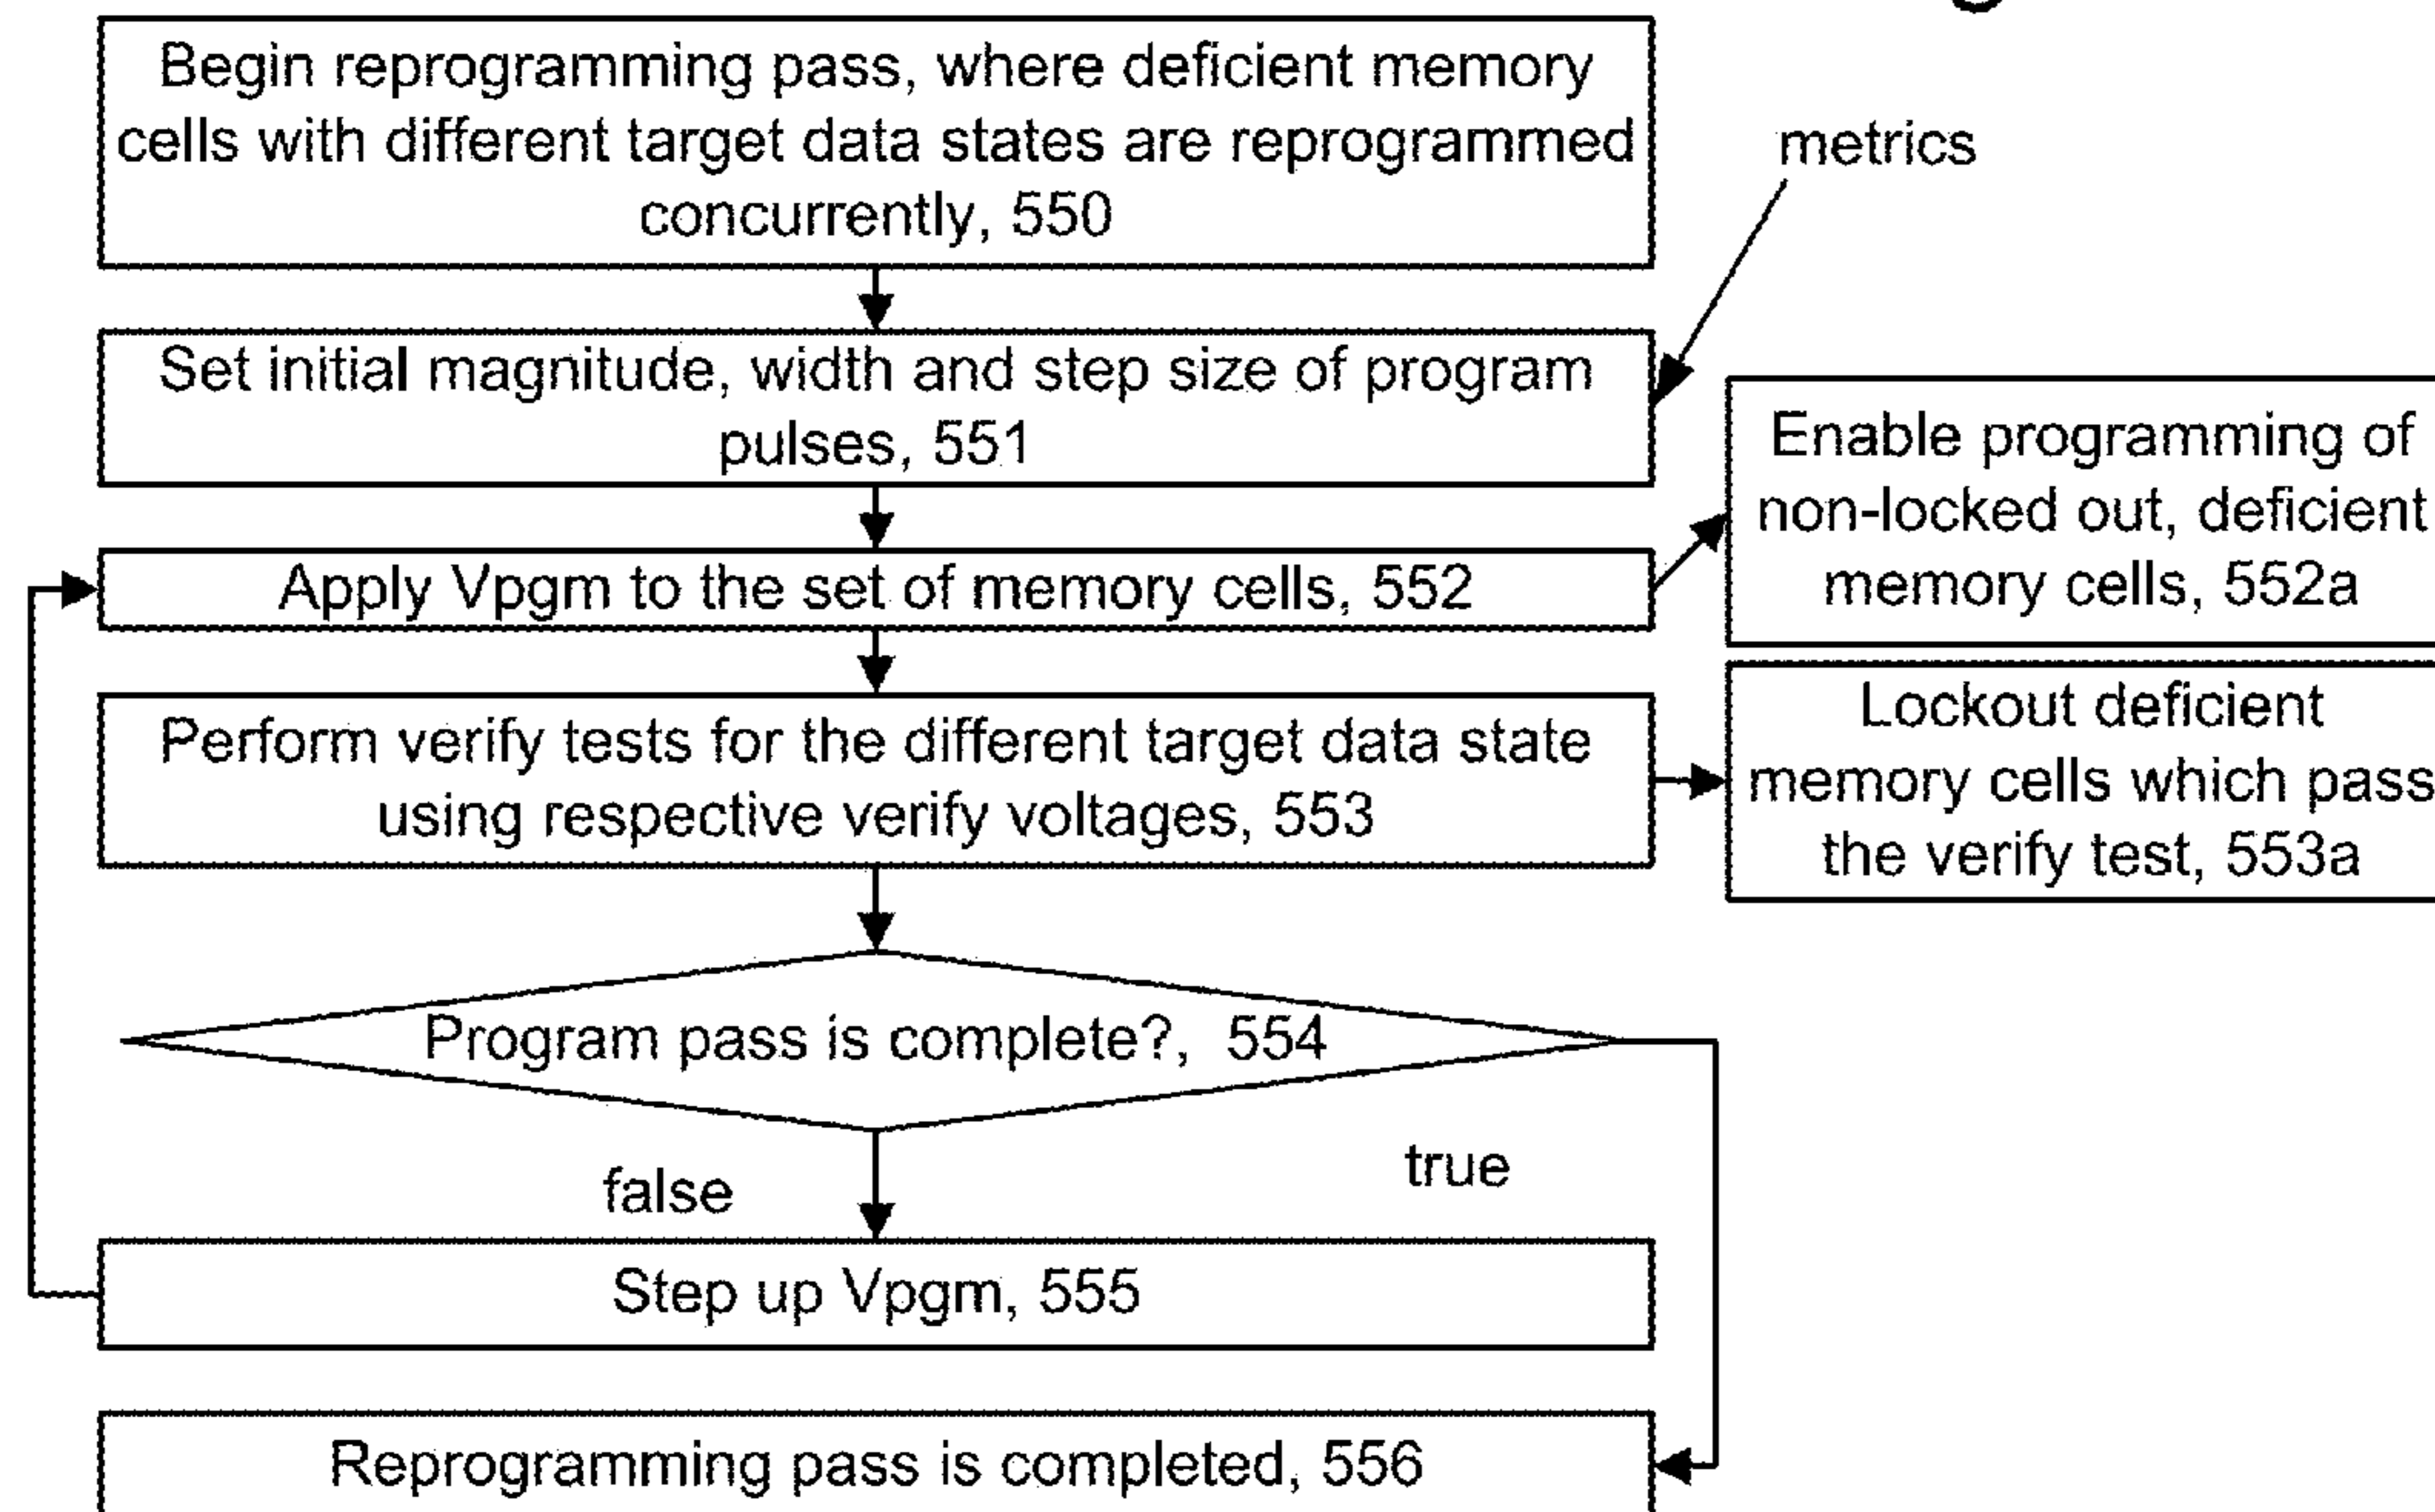 Begin reprogramming pass, where deficient memory
cells with different target data states are reprogrammed
concurrently, 550
metrics
Set initial magnitude, width and step size of program
pulses, 551
Enable programming of
non-locked out, deficient
memory cells, 552a
Apply Vpgm to the set of memory cells, 552
Perform verify tests for the different target data state
using respective verify voltages, 553
Lockout deficient
memory cells which pass
the verify test, 553a
Program pass is complete?, 554
false
true
Step up Vpgm, 555
Reprogramming pass is completed, 556